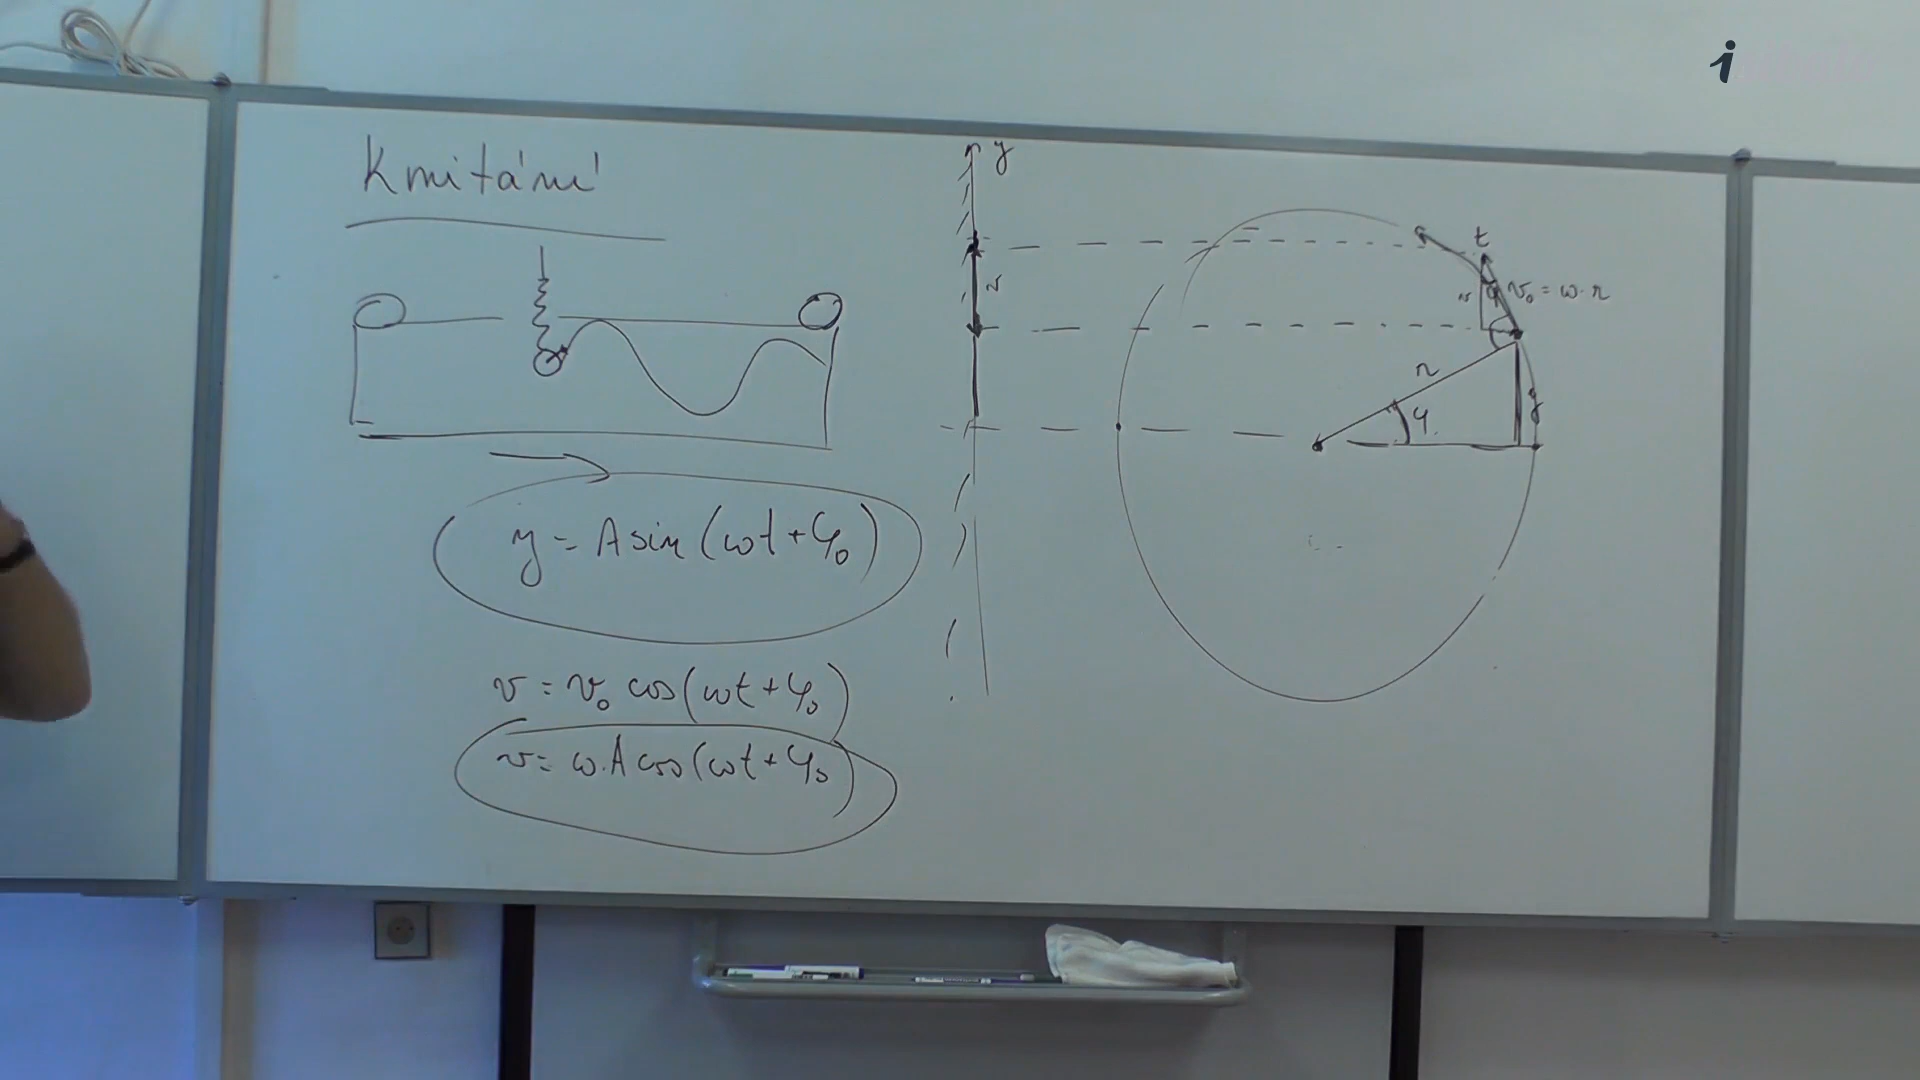 Kmitání
y = A sin (ωt + φ₀)
v = v₀ cos (ωt + φ₀)
v = ω.A cos (ωt + φ₀)
y
v
t
v
φ
v₀ = ω · r
r
φ
y